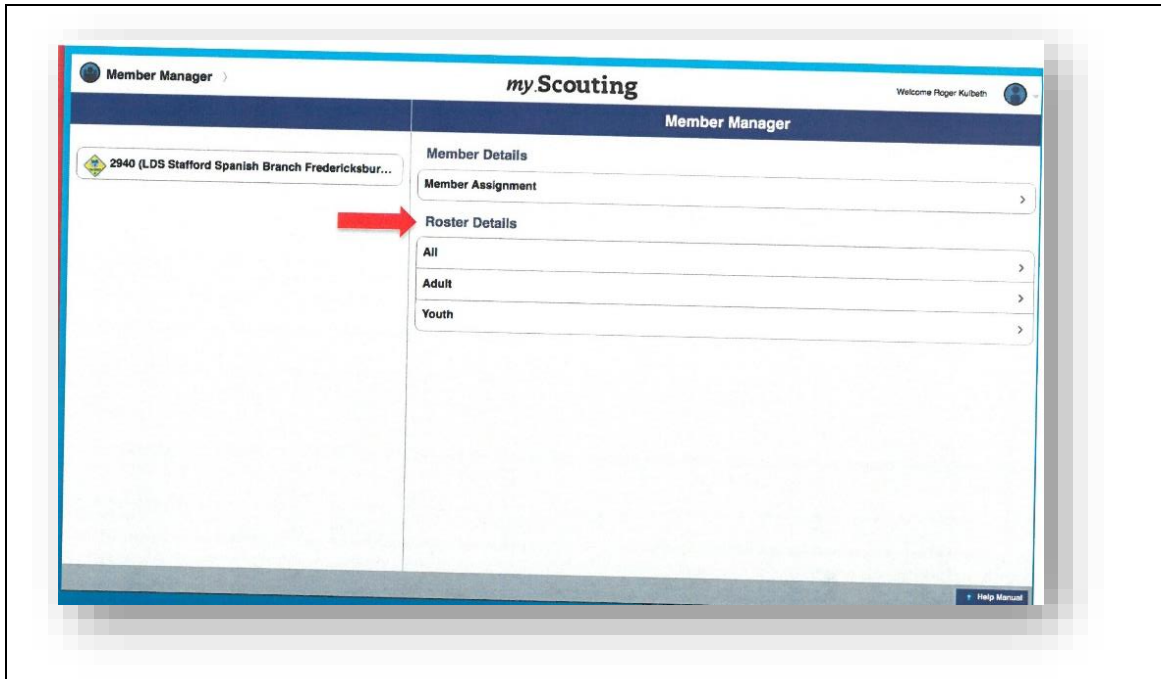 Member Manager
my.Scouting
Welcome Roger Kulbeth
Member Manager
2940 (LDS Stafford Spanish Branch Fredericksbur...
Member Details
Member Assignment
Roster Details
All
Adult
Youth
Help Manual